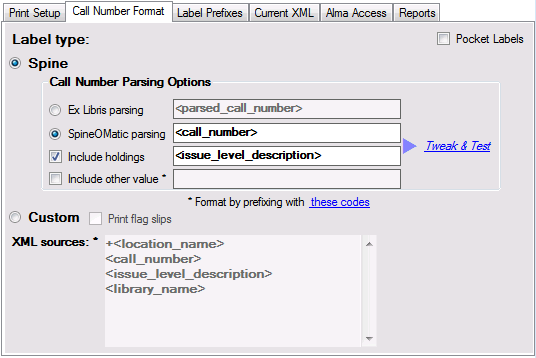 Print Setup Call Number Format Label Prefixes Current XML Alma Access Reports
Label type: Pocket Labels
Spine
Call Number Parsing Options
Ex Libris parsing <parsed_call_number>
SpineOMatic parsing <call_number>
Include holdings <issue_level_description>
Tweak & Test
Include other value *
* Format by prefixing with these codes
Custom Print flag slips
XML sources: * +<location_name>
<call_number>
<issue_level_description>
<library_name>